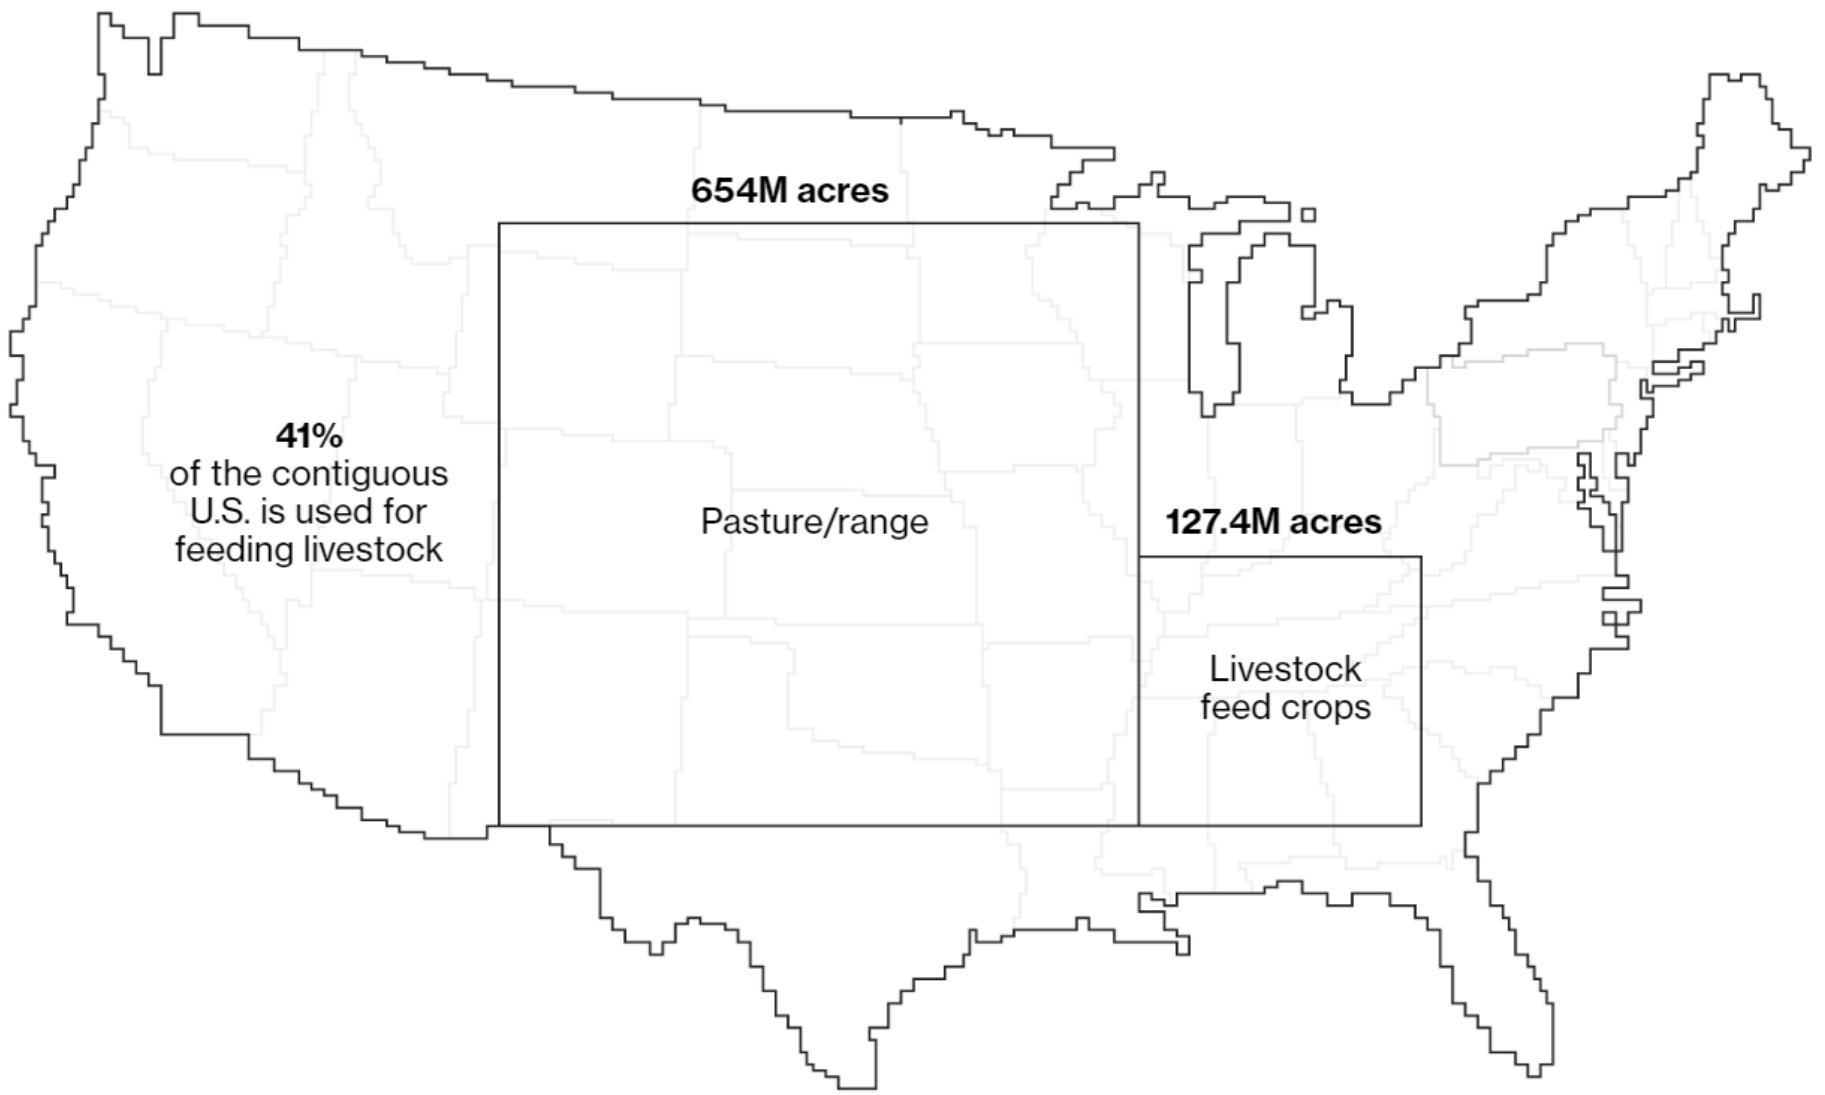 654M acres
41%
of the contiguous
U.S. is used for
feeding livestock
Pasture/range
127.4M acres
Livestock
feed crops